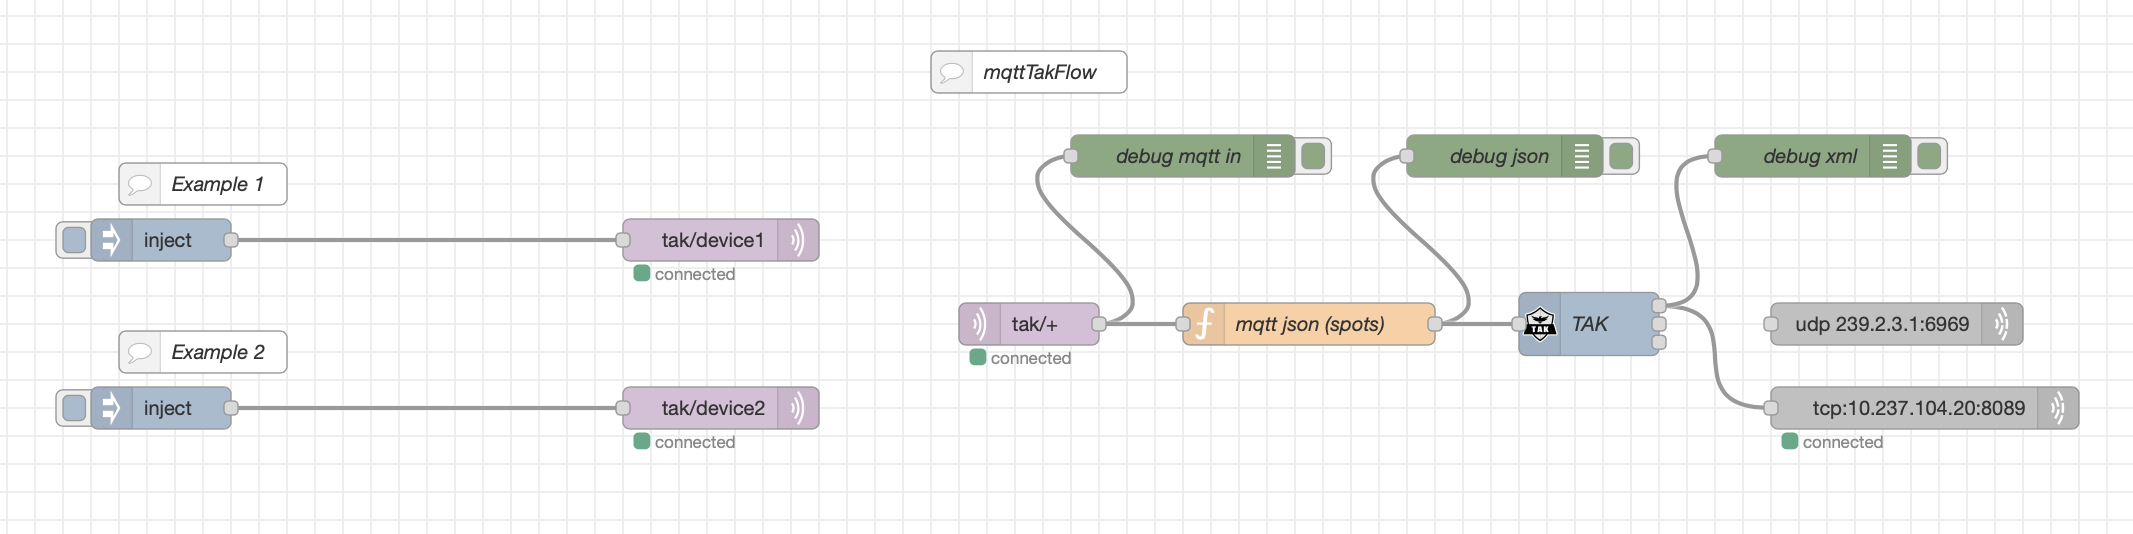 mqttTakFlow
debug mqtt in
debug json
debug xml
Example 1
inject
tak/device1
connected
tak/+
connected
mqtt json (spots)
TAK
TAK
udp 239.2.3.1:6969
Example 2
inject
tak/device2
connected
tcp:10.237.104.20:8089
connected